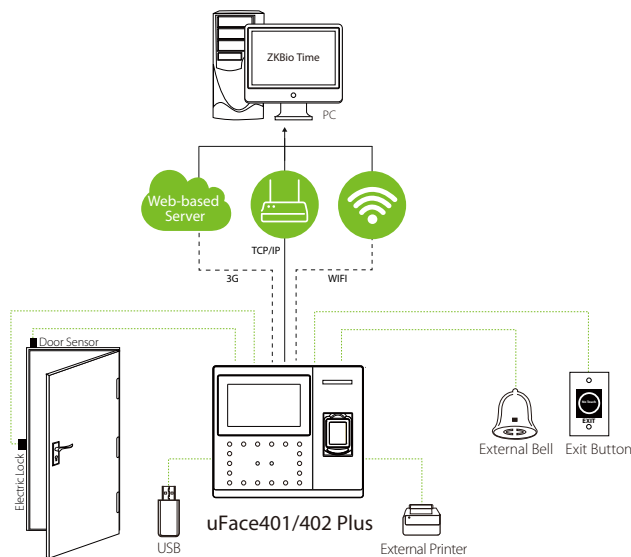 ZKBio Time
PC
Web-based
Server
TCP/IP
3G
WIFI
Door Sensor
Electric Lock
EXIT
External Bell
Exit Button
uFace401/402 Plus
USB
External Printer